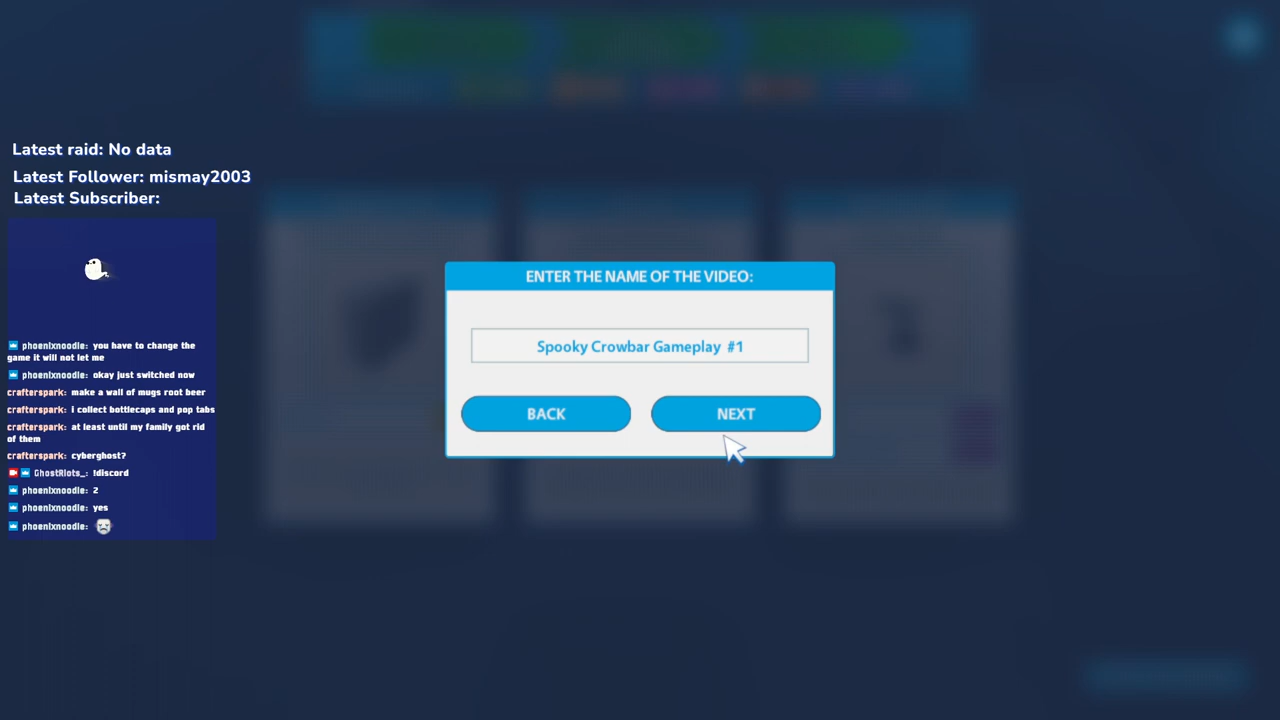 Latest raid: No data
Latest Follower: mismay2003
Latest Subscriber:
phoenixnoodle: you have to change the
game it will not let me
phoenixnoodle: okay just switched now
crafterspark: make a wall of mugs root beer
crafterspark: i collect bottlecaps and pop tabs
crafterspark: at least until my family got rid
of them
crafterspark: cyberghost?
GhostRiots_: !discord
phoenixnoodle: 2
phoenixnoodle: yes
phoenixnoodle:
ENTER THE NAME OF THE VIDEO:
Spooky Crowbar Gameplay #1
BACK
NEXT